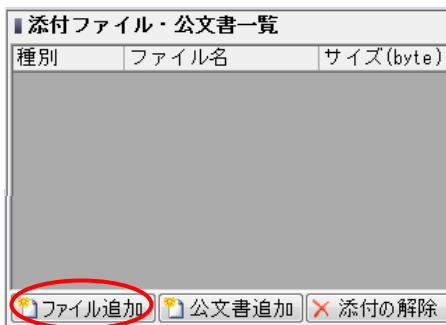 添付ファイル・公文書一覧
種別 ファイル名 サイズ(byte)
ファイル追加 公文書追加 添付の解除